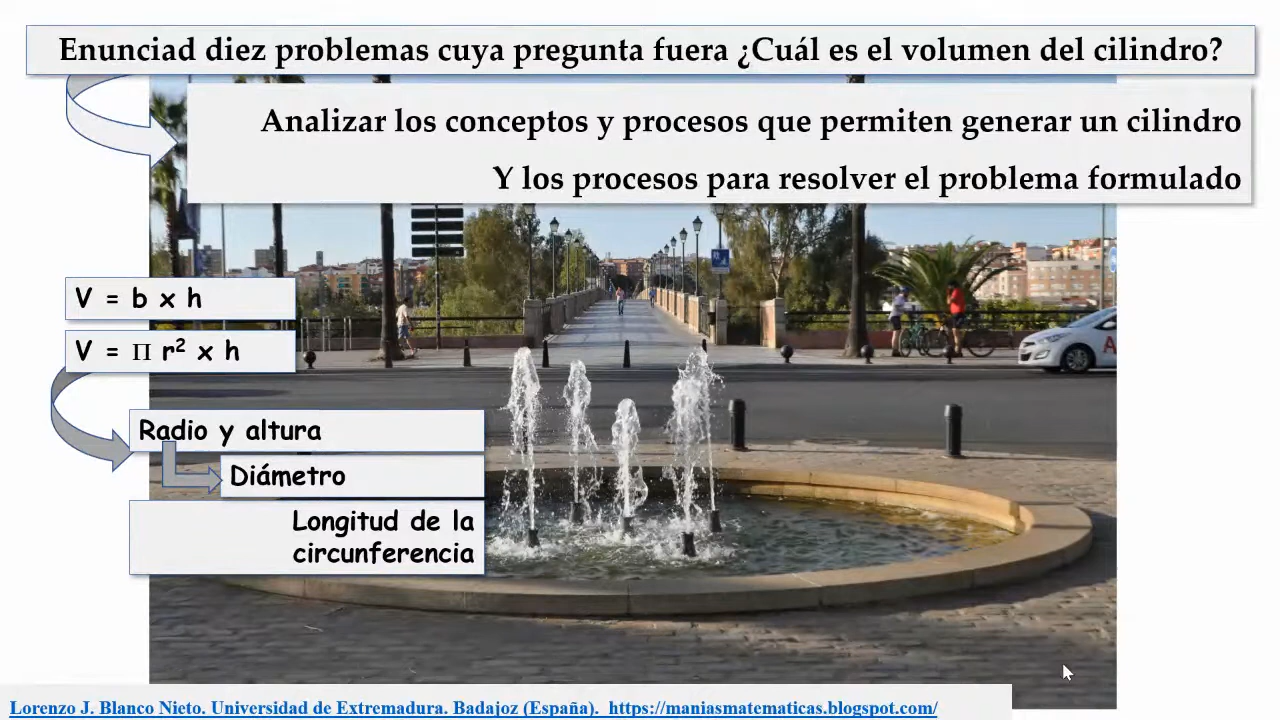 Enunciad diez problemas cuya pregunta fuera ¿Cuál es el volumen del cilindro?
Analizar los conceptos y procesos que permiten generar un cilindro
Y los procesos para resolver el problema formulado
V = b x h
V = Π r² x h
Radio y altura
Diámetro
Longitud de la
circunferencia
A
Lorenzo J. Blanco Nieto. Universidad de Extremadura. Badajoz (España). https://maniasmatematicas.blogspot.com/